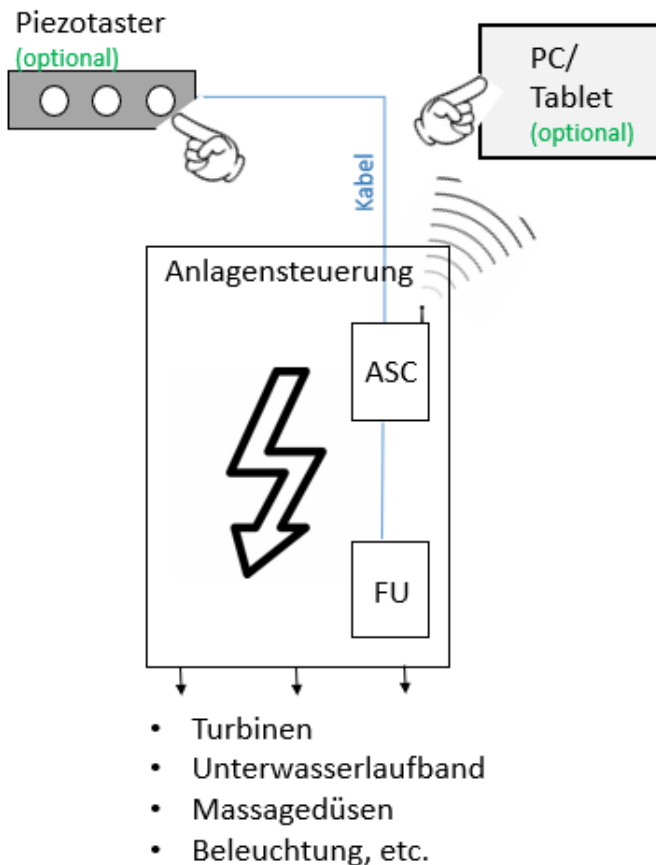 Piezotaster
(optional)
PC/
Tablet
(optional)
Kabel
Anlagensteuerung
ASC
FU
• Turbinen
• Unterwasserlaufband
• Massagedüsen
• Beleuchtung, etc.